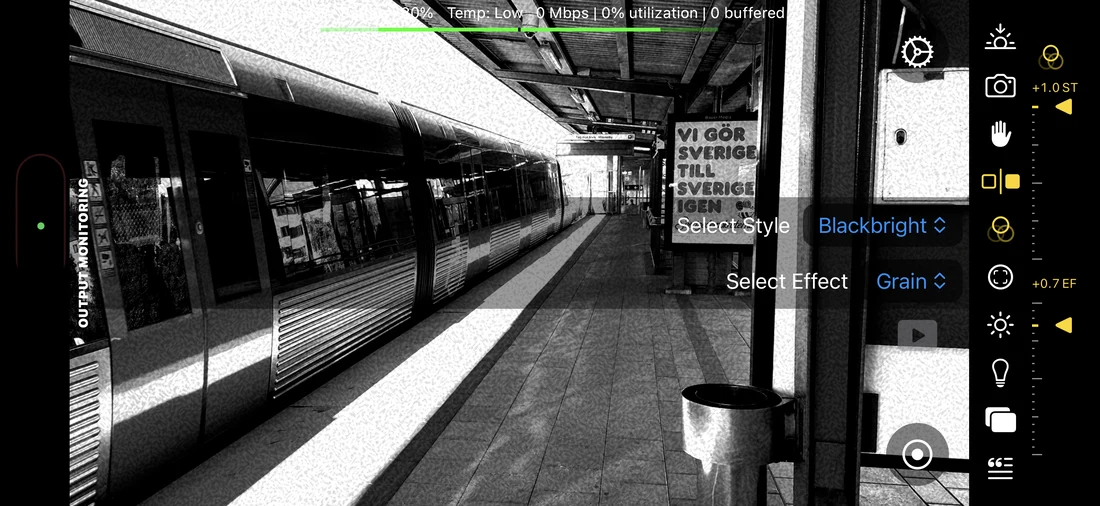 0%   Temp: Low   0 Mbps | 0% utilization | 0 buffered
+1.0 ST
VI GÖR
SVERIGE
TILL
SVERIGE
IGEN
OUTPUT MONITORING
Select Style   Blackbright
Select Effect   Grain
+0.7 EF